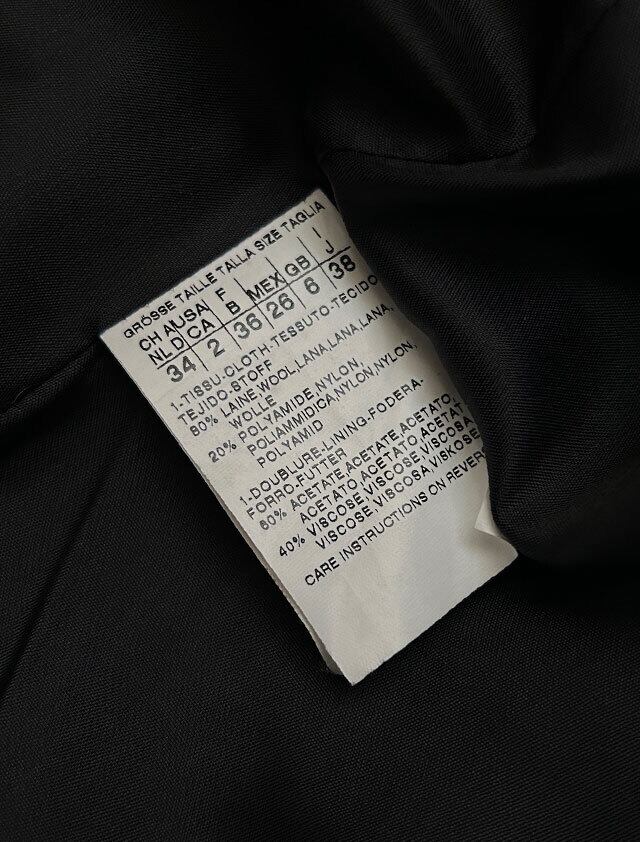 GRÖSSE TAILLE TALLA SIZE TAGLIA
CH A USA F I
NL D CA B MEX GB J
34 2 36 26 6 38
1-TISSU-CLOTH-TESSUTO-TECIDO
TEJIDO-STOFF
80% LAINE,WOOL,LANA,LANA,LANA,
WOLLE
20% POLYAMIDE,NYLON,
POLIAMMIDICA,NYLON,NYLON,
POLYAMID
1-DOUBLURE,LINING,FODERA-
FORRO-FUTTER
60% ACETATE,ACETATE,ACETATO,
ACETATO,ACETATO,ACETAT
40% VISCOSE,VISCOSE,VISCOSA,
VISCOSE,VISCOSA,VISKOSE
CARE INSTRUCTIONS ON REVERS